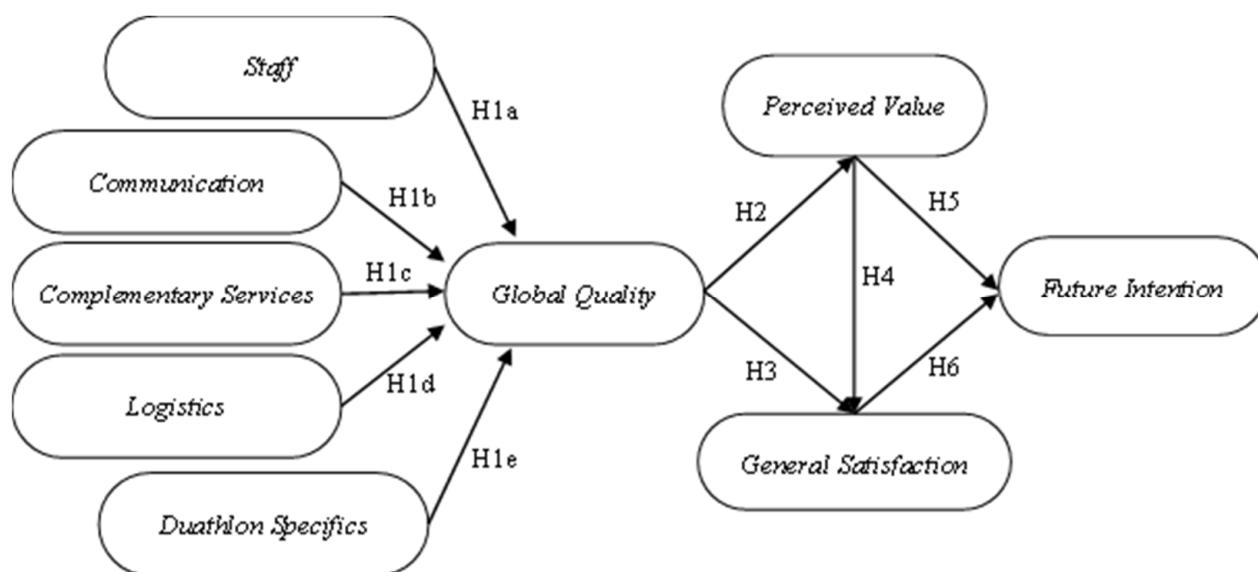 Staff
H1a
Communication
H1b
Complementary Services
H1c
Logistics
H1d
Duathlon Specifics
H1e
Global Quality
H2
H3
Perceived Value
H4
General Satisfaction
H5
H6
Future Intention